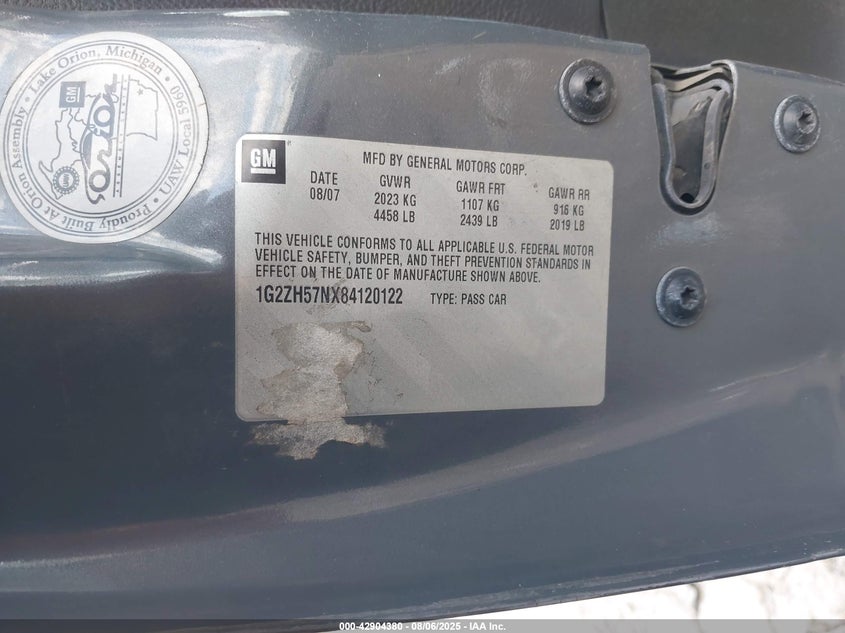 Orion Assembly • Lake Orion, Michigan •
GM
orion
Proudly Built At
UAW Local 5960
GM
MFD BY GENERAL MOTORS CORP.
DATE GVWR GAWR FRT GAWR RR
08/07 2023 KG 1107 KG 916 KG
4458 LB 2439 LB 2019 LB
THIS VEHICLE CONFORMS TO ALL APPLICABLE U.S. FEDERAL MOTOR
VEHICLE SAFETY, BUMPER, AND THEFT PREVENTION STANDARDS IN
EFFECT ON THE DATE OF MANUFACTURE SHOWN ABOVE.
1G2ZH57NX84120122 TYPE: PASS CAR
000-42904380 - 08/06/2025 - IAA Inc.